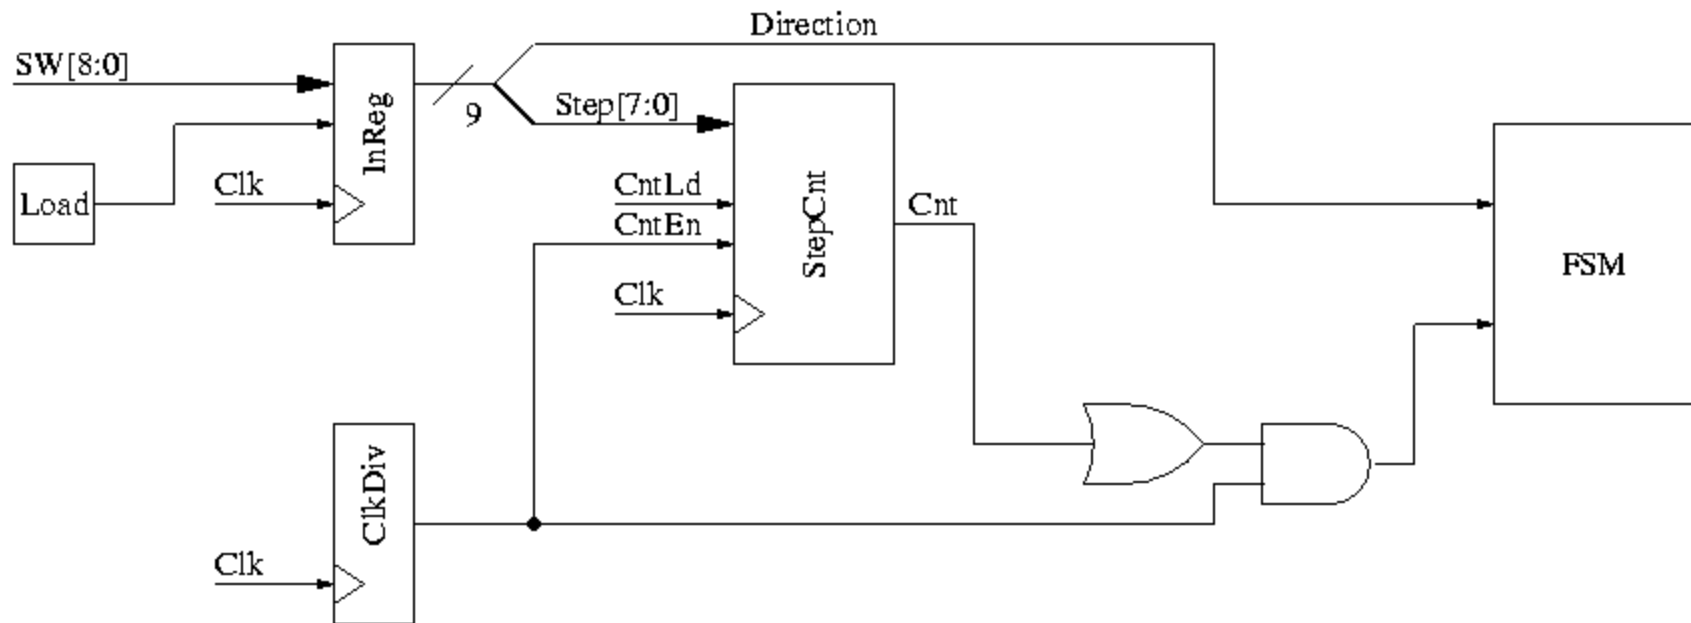 Direction
SW[8:0]
InReg
9
Step[7:0]
Load
Clk
CntLd
CntEn
Clk
StepCnt
Cnt
FSM
ClkDiv
Clk